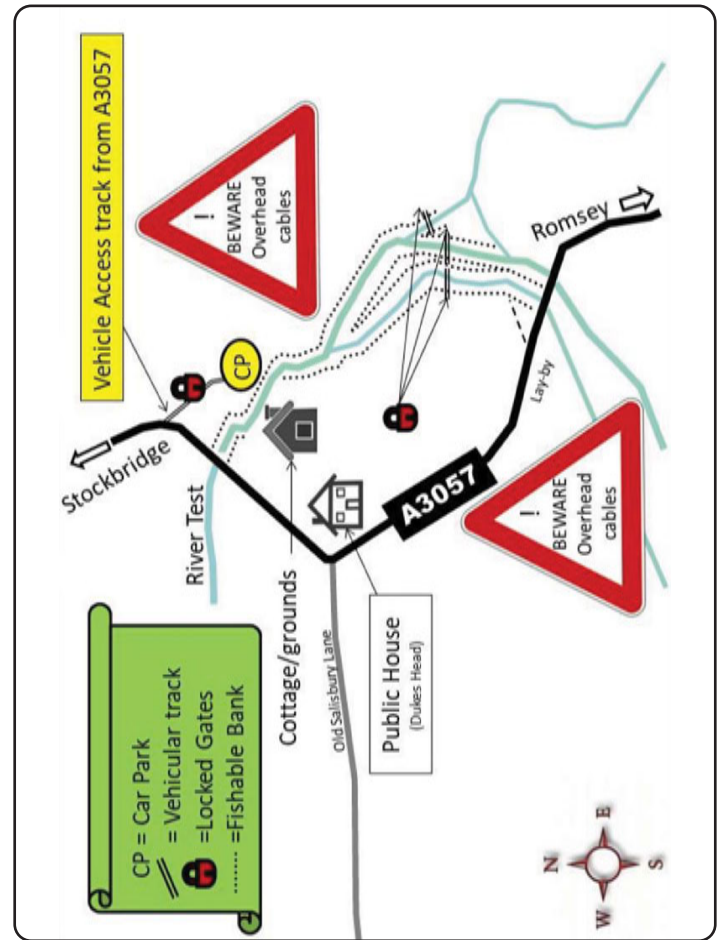 Vehicle Access track from A3057
!
BEWARE
Overhead
cables
Stockbridge
CP
River Test
Romsey
Cottage/grounds
Lay-by
A3057
Old Salisbury Lane
Public House
(Dukes Head)
!
BEWARE
Overhead
cables
CP = Car Park
= Vehicular track
=Locked Gates
=Fishable Bank
N
E
S
W